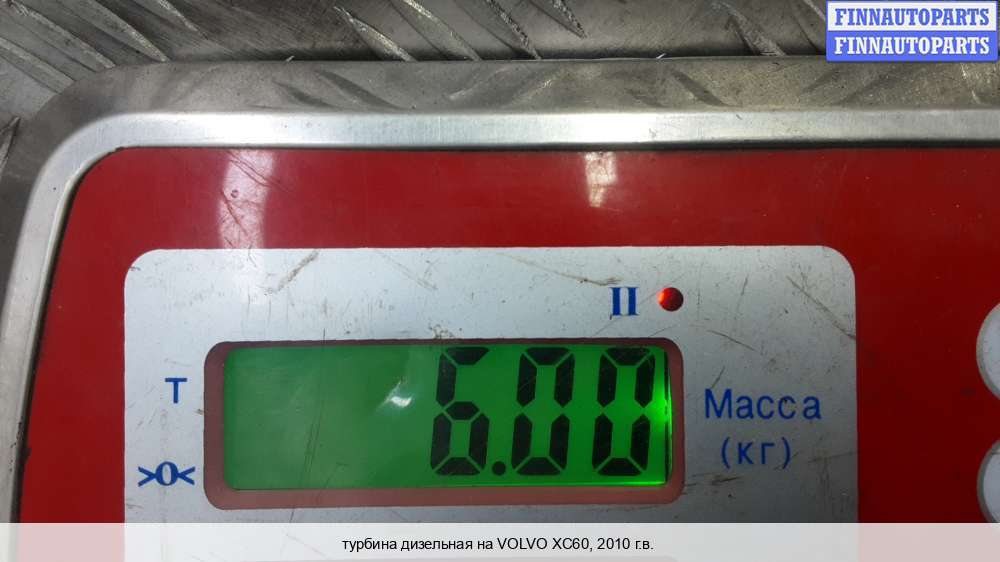 FINNAUTOPARTS
FINNAUTOPARTS
II
6.00
T
Масса
(кг)
>0<
турбина дизельная на VOLVO XC60, 2010 г.в.